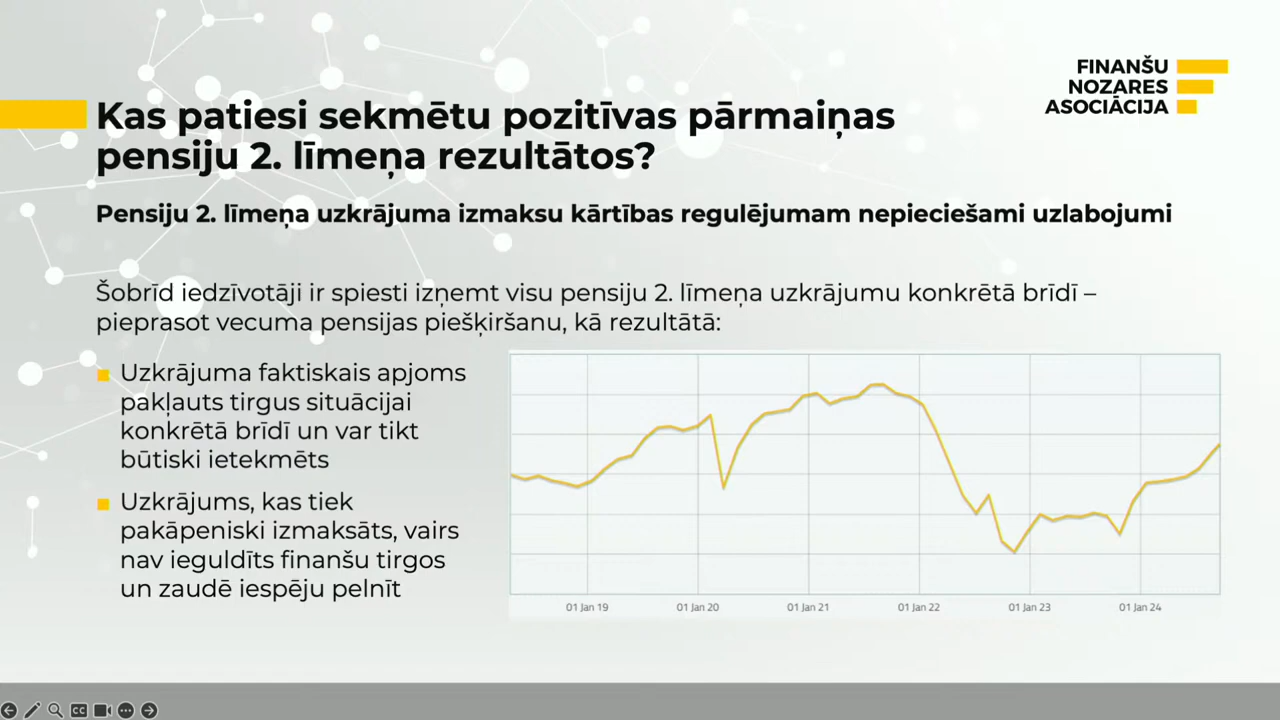 FINANŠU
NOZARES
ASOCIĀCIJA
Kas patiesi sekmētu pozitīvas pārmaiņas
pensiju 2. līmeņa rezultātos?
Pensiju 2. līmeņa uzkrājuma izmaksu kārtības regulējumam nepieciešami uzlabojumi
Šobrīd iedzīvotāji ir spiesti izņemt visu pensiju 2. līmeņa uzkrājumu konkrētā brīdī –
pieprasot vecuma pensijas piešķiršanu, kā rezultātā:
Uzkrājuma faktiskais apjoms
pakļauts tirgus situācijai
konkrētā brīdī un var tikt
būtiski ietekmēts
Uzkrājums, kas tiek
pakāpeniski izmaksāts, vairs
nav ieguldīts finanšu tirgos
un zaudē iespēju pelnīt
01 Jan 19
01 Jan 20
01 Jan 21
01 Jan 22
01 Jan 23
01 Jan 24
CC